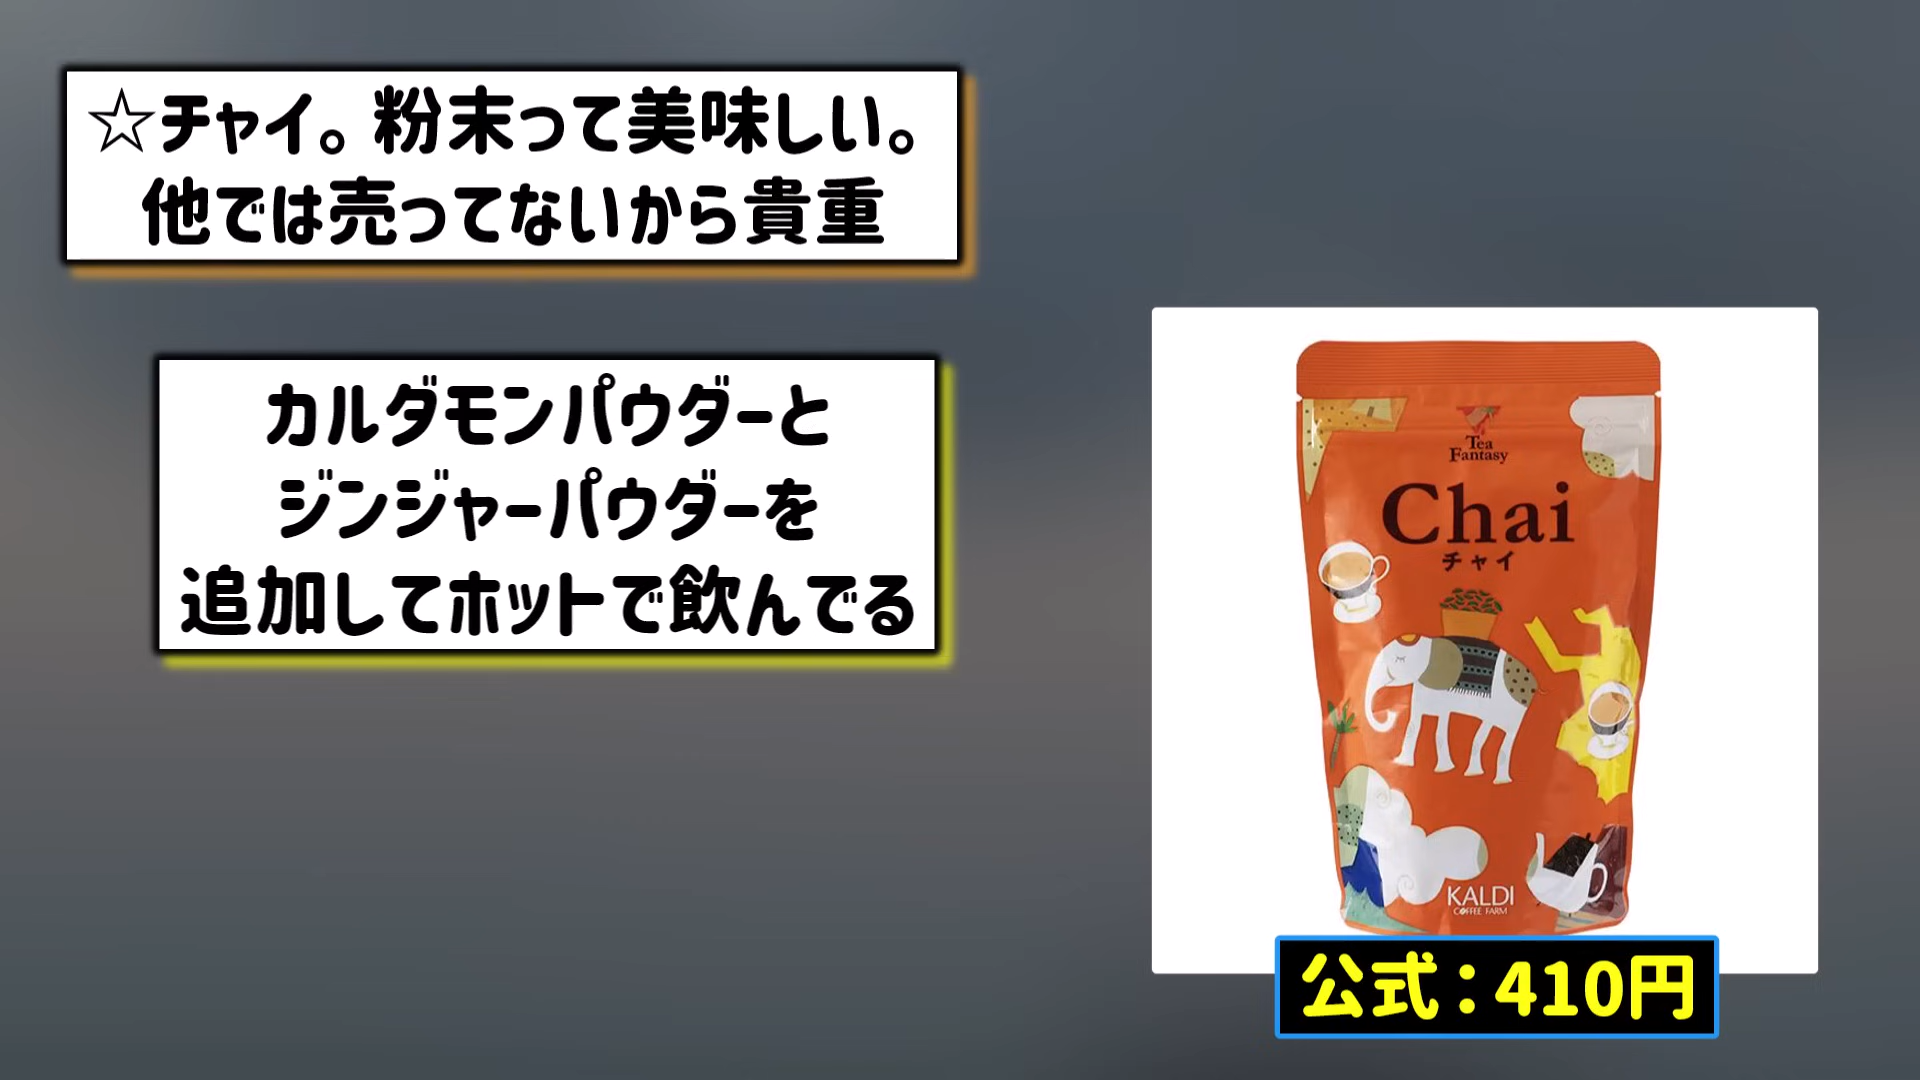 ☆チャイ。粉末って美味しい。
他では売ってないから貴重
カルダモンパウダーと
ジンジャーパウダーを
追加してホットで飲んでる
Tea
Fantasy
Chai
チャイ
KALDI
COFFEE FARM
公式：410円